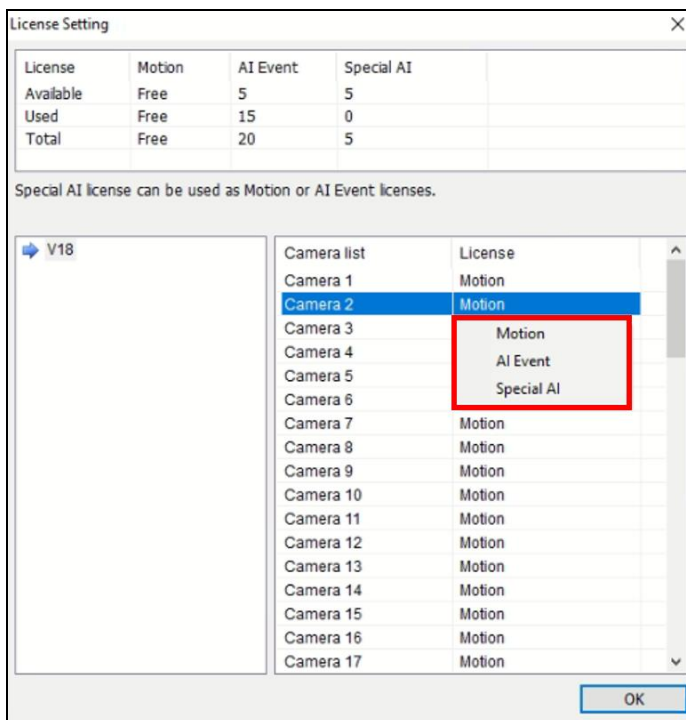 License Setting
License Motion AI Event Special AI
Available Free 5 5
Used Free 15 0
Total Free 20 5
Special AI license can be used as Motion or AI Event licenses.
V18
Camera list License
Camera 1 Motion
Camera 2 Motion
Camera 3
Camera 4
Camera 5
Camera 6
Motion
AI Event
Special AI
Camera 7 Motion
Camera 8 Motion
Camera 9 Motion
Camera 10 Motion
Camera 11 Motion
Camera 12 Motion
Camera 13 Motion
Camera 14 Motion
Camera 15 Motion
Camera 16 Motion
Camera 17 Motion
OK